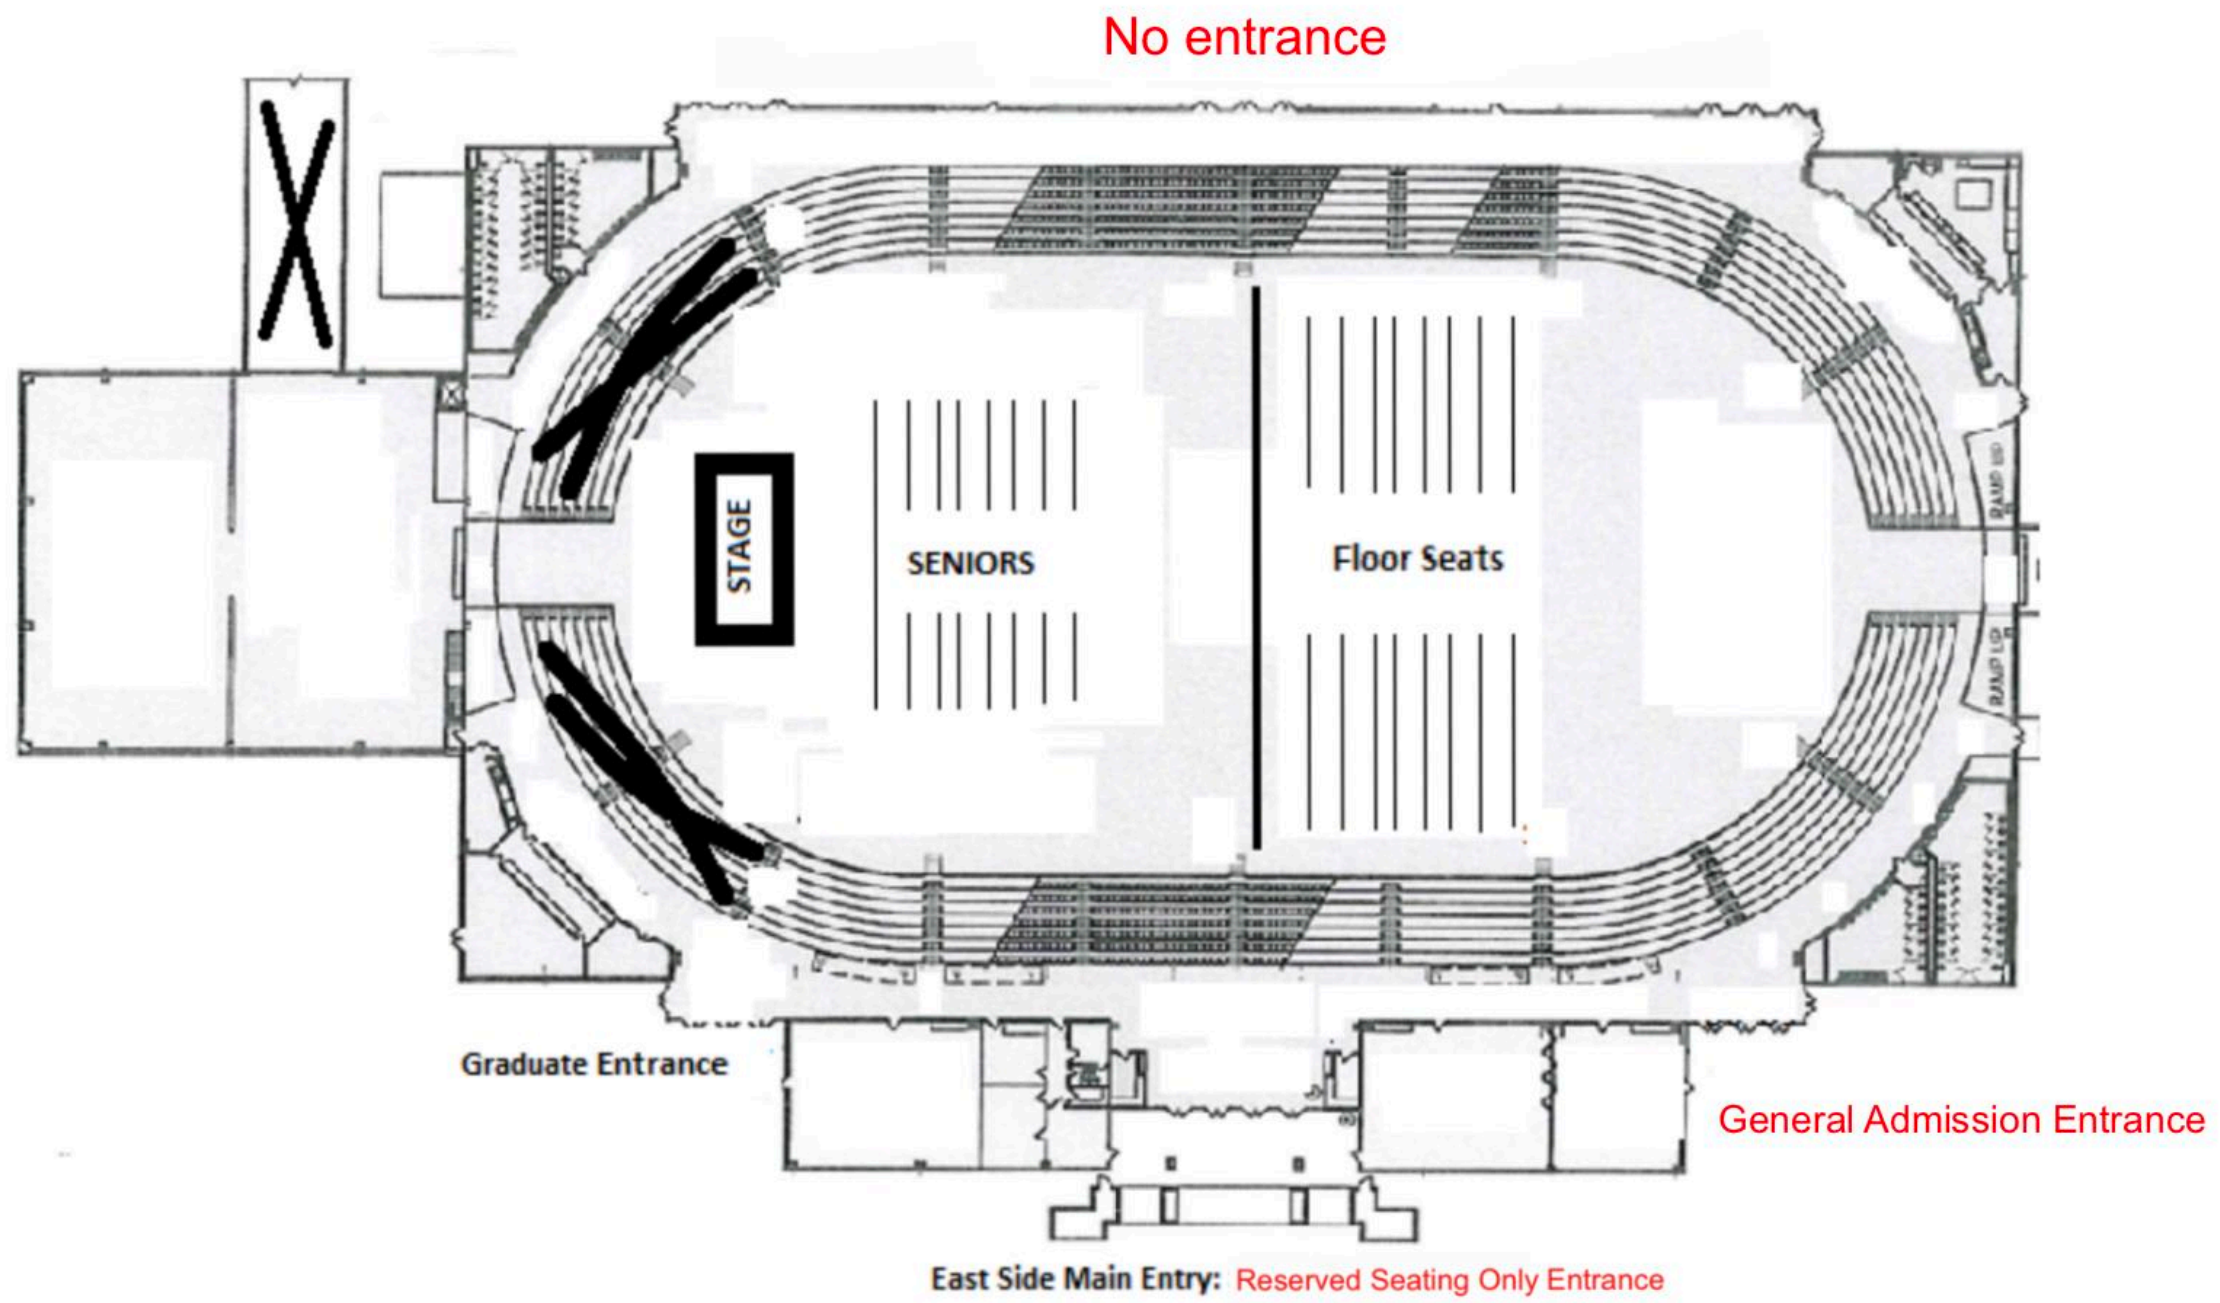 No entrance
STAGE
SENIORS
Floor Seats
RAMP UP
RAMP UP
Graduate Entrance
General Admission Entrance
East Side Main Entry: Reserved Seating Only Entrance